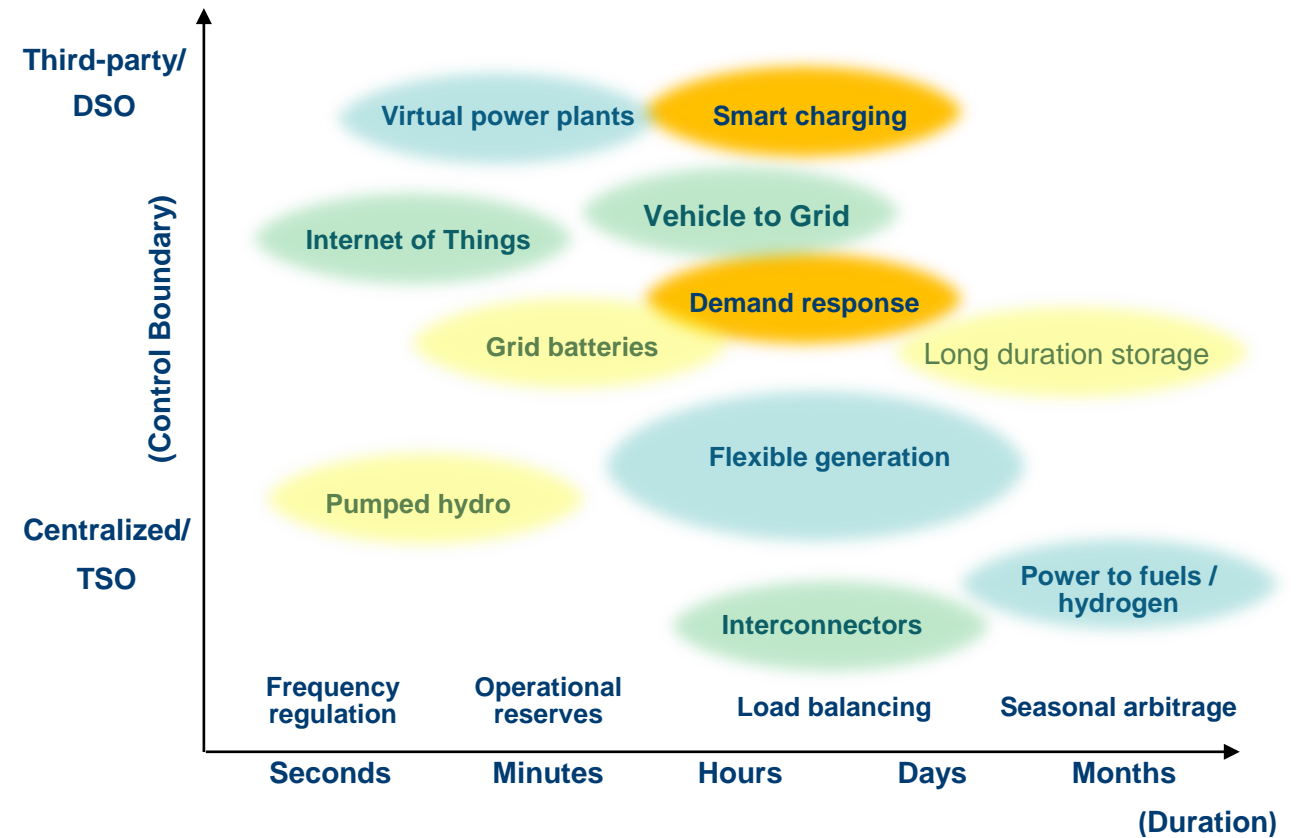 Third-party/
DSO
Virtual power plants
Smart charging
(Control Boundary)
Vehicle to Grid
Internet of Things
Demand response
Grid batteries
Long duration storage
Flexible generation
Pumped hydro
Centralized/
TSO
Power to fuels /
hydrogen
Interconnectors
Frequency
regulation
Operational
reserves
Load balancing
Seasonal arbitrage
Seconds
Minutes
Hours
Days
Months
(Duration)